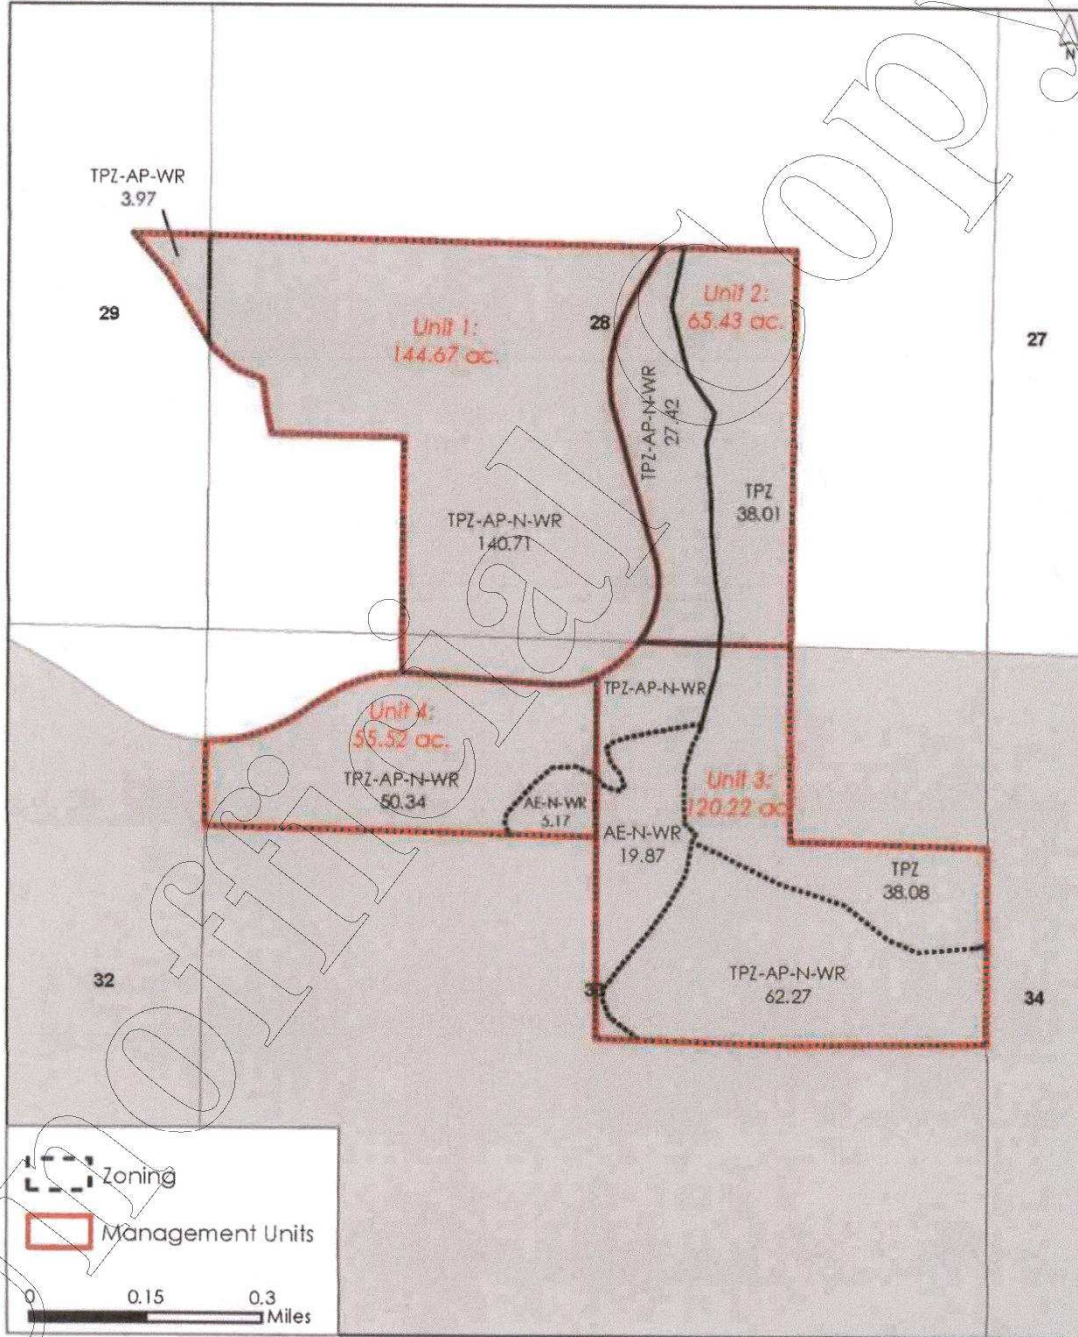 N
TPZ-AP-WR
3.97
29
Unit 1:
144.67 ac.
28
Unit 2:
65.43 ac.
27
TPZ-AP-N-WR
27.42
TPZ
38.01
TPZ-AP-N-WR
140.71
TPZ-AP-N-WR
Unit 4:
55.52 ac.
TPZ-AP-N-WR
50.34
AE-N-WR
5.17
Unit 3:
120.22 ac
AE-N-WR
19.87
TPZ
38.08
32
TPZ-AP-N-WR
62.27
34
Zoning
Management Units
0 0.15 0.3
Miles
Unofficial Copy